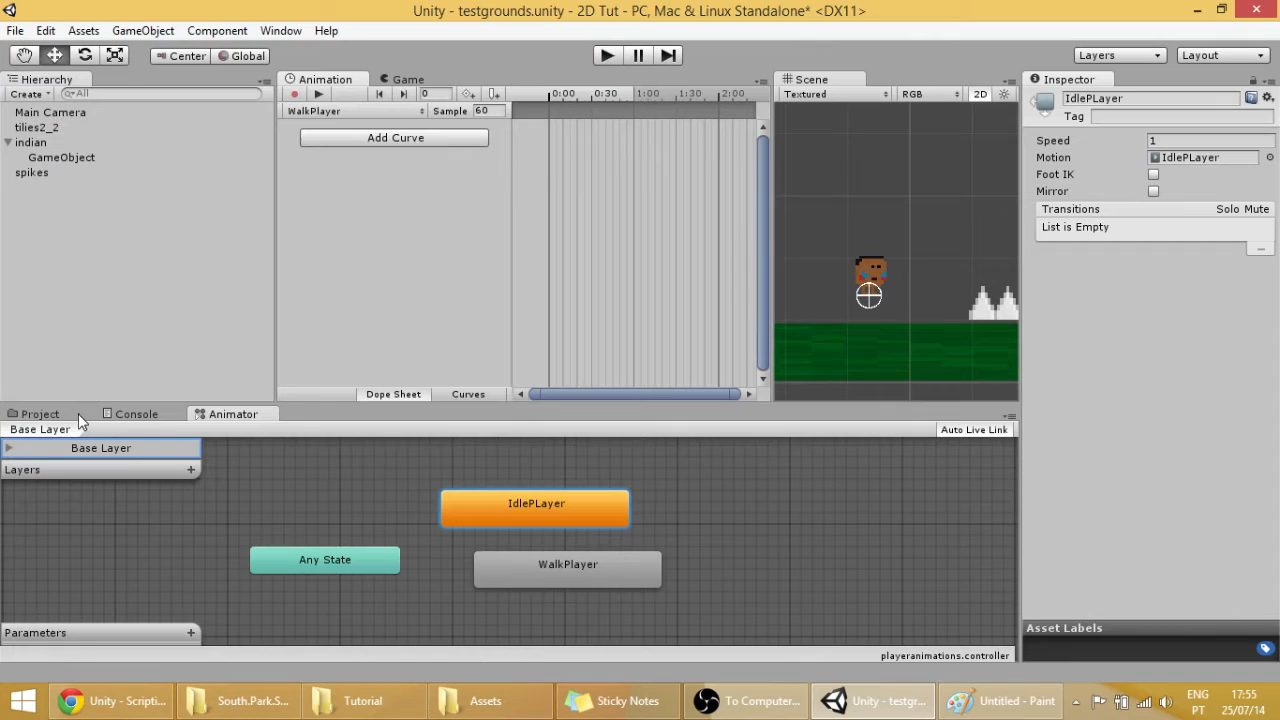 Unity - testgrounds.unity - 2D Tut - PC, Mac & Linux Standalone* <DX11>
File Edit Assets GameObject Component Window Help
Center Global Layers Layout
Hierarchy
Create All
Main Camera
tilies2_2
indian
GameObject
spikes
Animation Game
0 0:00 0:30 1:00 1:30 2:00
WalkPlayer Sample 60
Add Curve
Dope Sheet Curves
Scene
Textured RGB 2D
Inspector
IdlePLayer
Tag
Speed 1
Motion IdlePLayer
Foot IK
Mirror
Transitions Solo Mute
List is Empty
Project Console Animator
Base Layer Auto Live Link
Base Layer
Layers +
IdlePLayer
Any State
WalkPlayer
Parameters +
playeranimations.controller
Asset Labels
Unity - Scripti... South.Park.S... Tutorial Assets Sticky Notes To Computer... Unity - testgr... Untitled - Paint
ENG 17:55
PT 25/07/14